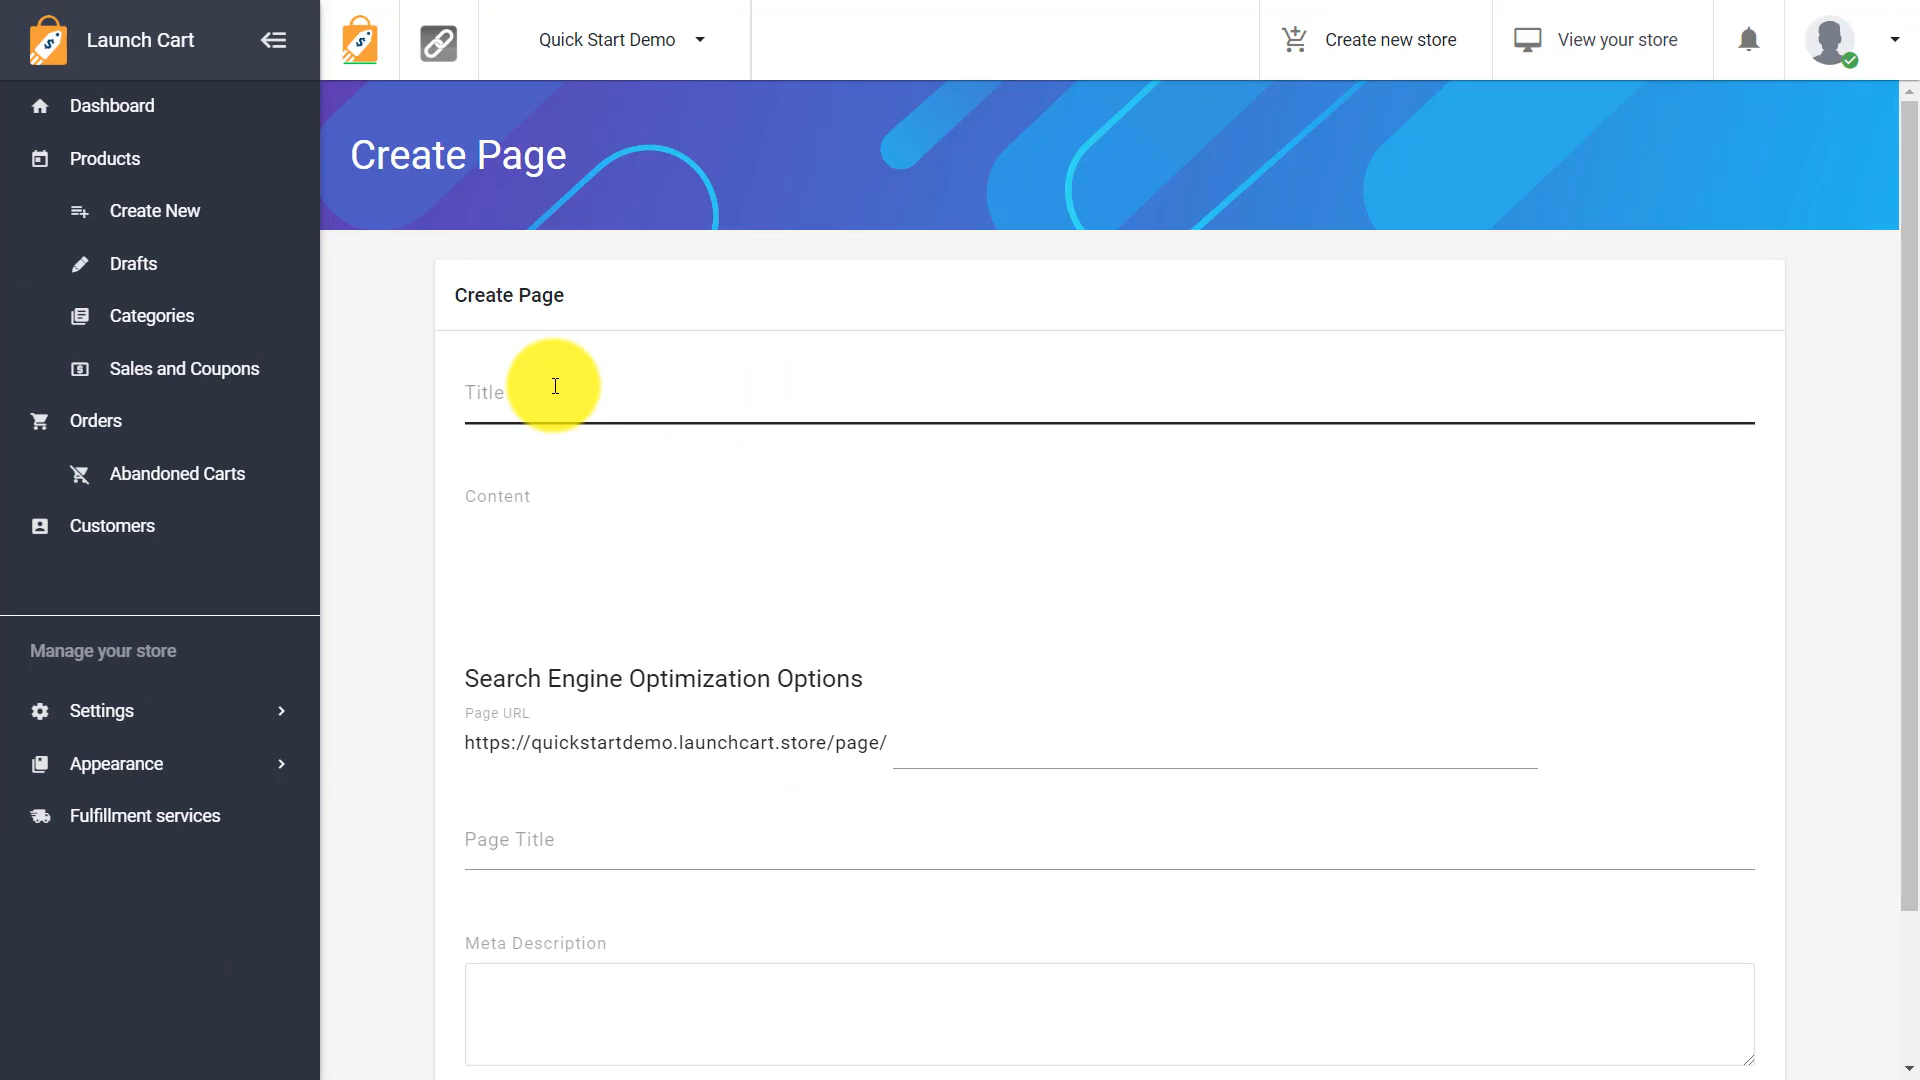 Launch Cart
Quick Start Demo
Create new store
View your store
Dashboard
Products
Create New
Drafts
Categories
Sales and Coupons
Orders
Abandoned Carts
Customers
Manage your store
Settings
Appearance
Fulfillment services
Create Page
Create Page
Title
Content
Search Engine Optimization Options
Page URL
https://quickstartdemo.launchcart.store/page/
Page Title
Meta Description